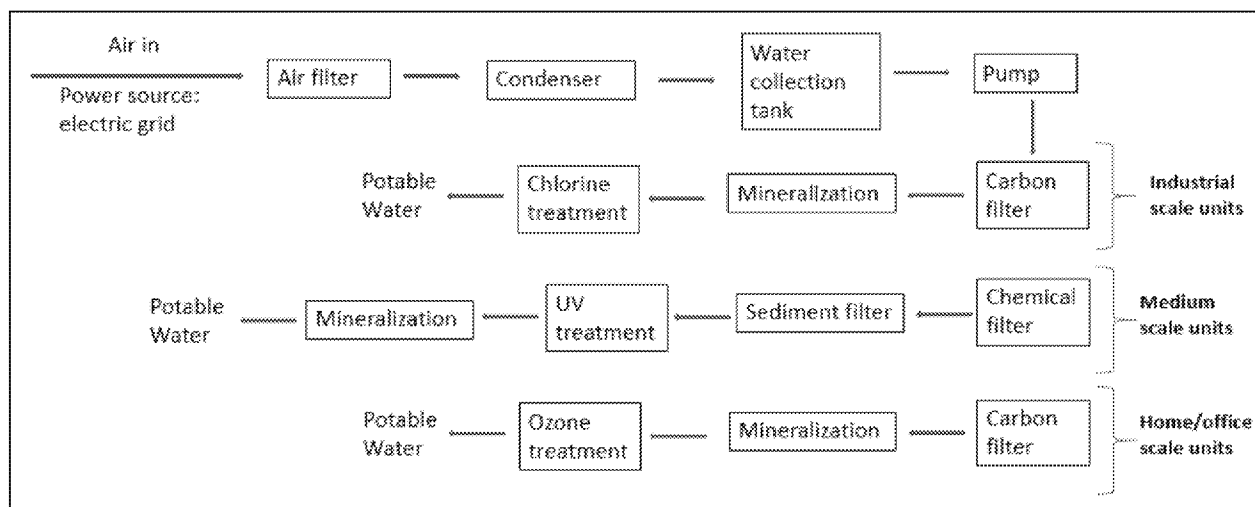 Air in
Power source:
electric grid
Air filter
Condenser
Water
collection
tank
Pump
Potable
Water
Chlorine
treatment
Mineralization
Carbon
filter
Industrial
scale units
Potable
Water
Mineralization
UV
treatment
Sediment filter
Chemical
filter
Medium
scale units
Potable
Water
Ozone
treatment
Mineralization
Carbon
filter
Home/office
scale units